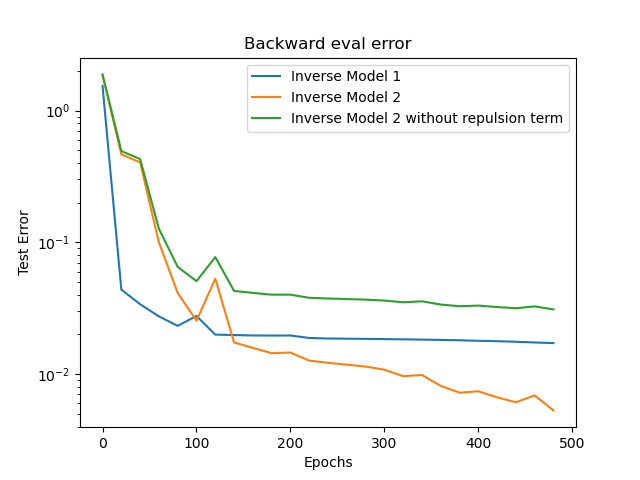 Backward eval error
Inverse Model 1
Inverse Model 2
Inverse Model 2 without repulsion term
Test Error
10⁰
10⁻¹
10⁻²
0 100 200 300 400 500
Epochs